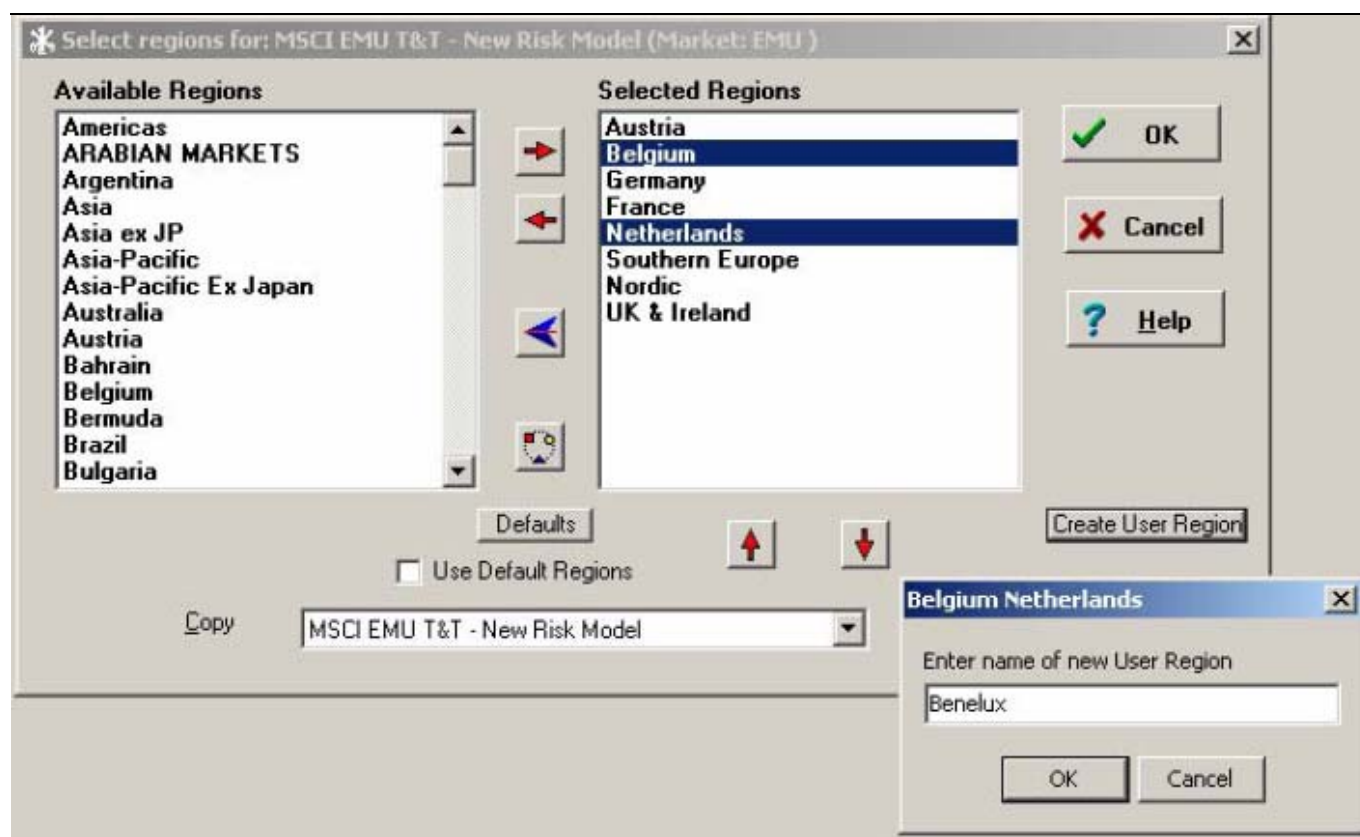 Select regions for: MSCI EMU T&T - New Risk Model (Market: EMU )
Available Regions
Americas
ARABIAN MARKETS
Argentina
Asia
Asia ex JP
Asia-Pacific
Asia-Pacific Ex Japan
Australia
Austria
Bahrain
Belgium
Bermuda
Brazil
Bulgaria
Selected Regions
Austria
Belgium
Germany
France
Netherlands
Southern Europe
Nordic
UK & Ireland
OK
Cancel
Help
Defaults
Create User Region
Use Default Regions
Copy
MSCI EMU T&T - New Risk Model
Belgium Netherlands
Enter name of new User Region
Benelux
OK
Cancel